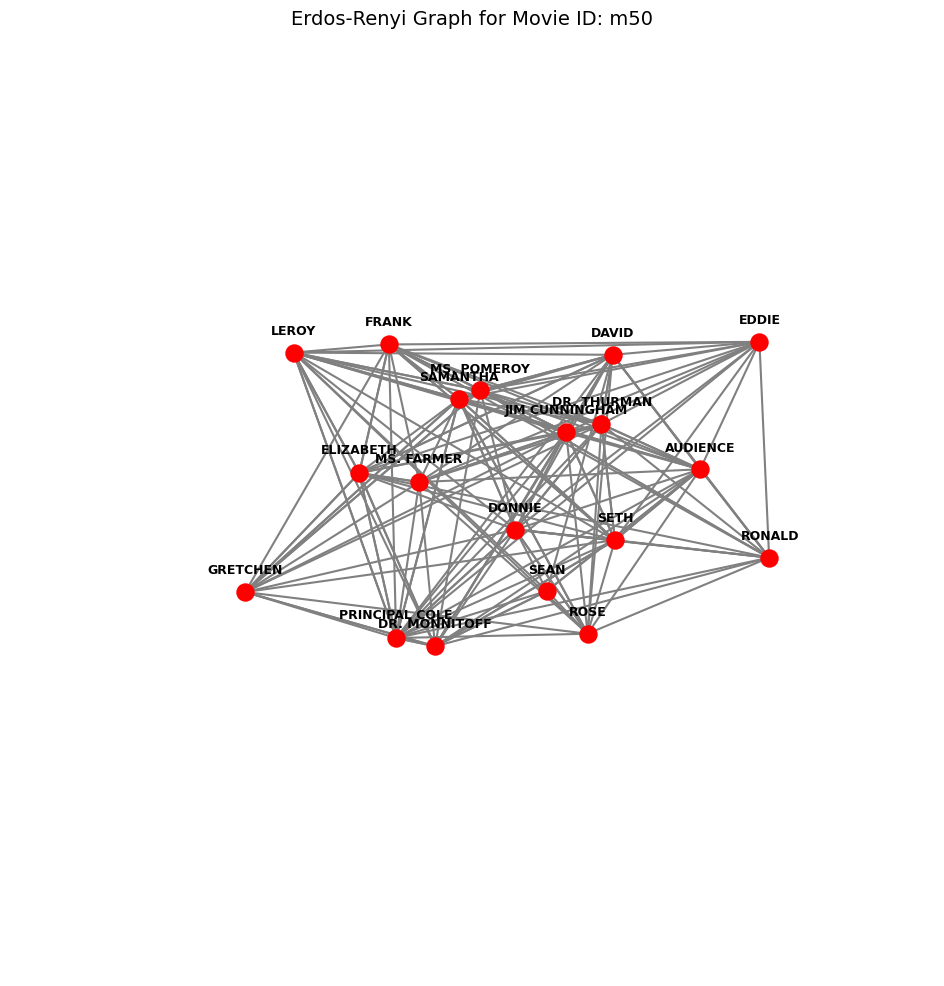 Erdos-Renyi Graph for Movie ID: m50
EDDIE
FRANK
LEROY
DAVID
MS. POMEROY
SAMANTHA
DR. THURMAN
JIM CUNNINGHAM
AUDIENCE
ELIZABETH
MS. FARMER
DONNIE
SETH
RONALD
GRETCHEN
SEAN
ROSE
PRINCIPAL COLE
DR. MONNITOFF